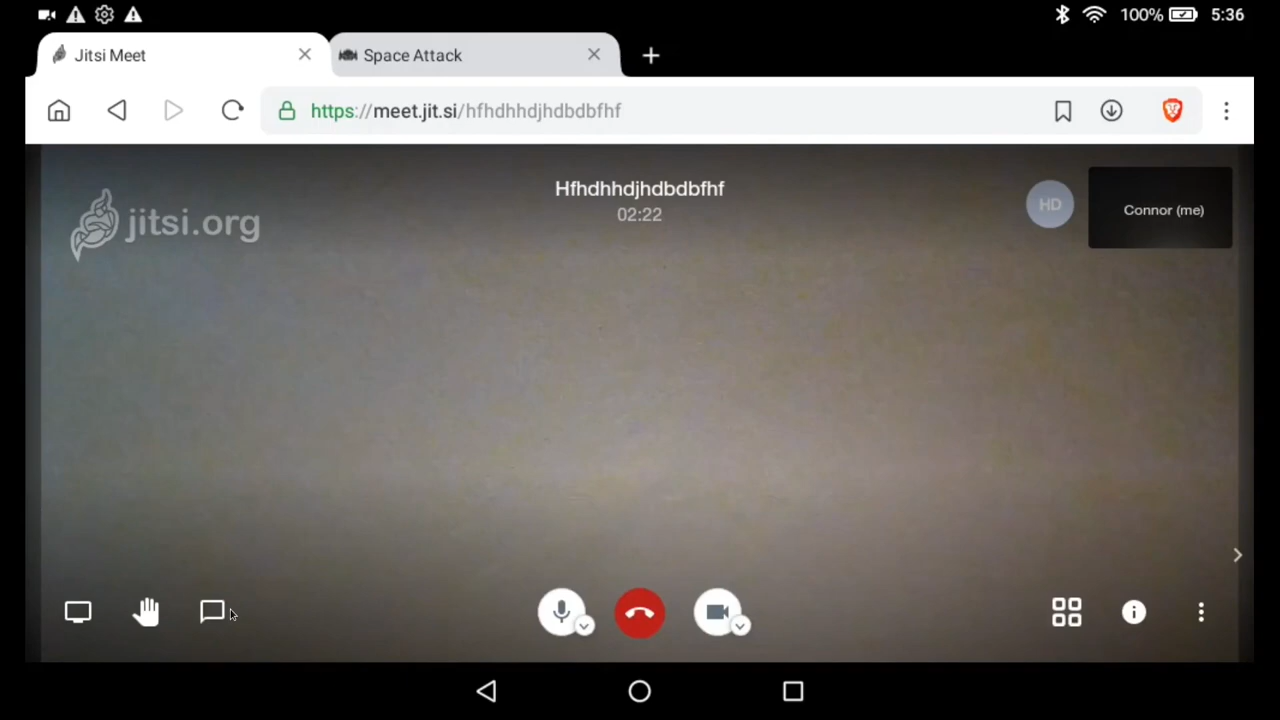 100% 5:36
Jitsi Meet
Space Attack
https://meet.jit.si/hfhdhhdjhdbdbfhf
jitsi.org
Hfhdhhdjhdbdbfhf
02:22
HD
Connor (me)